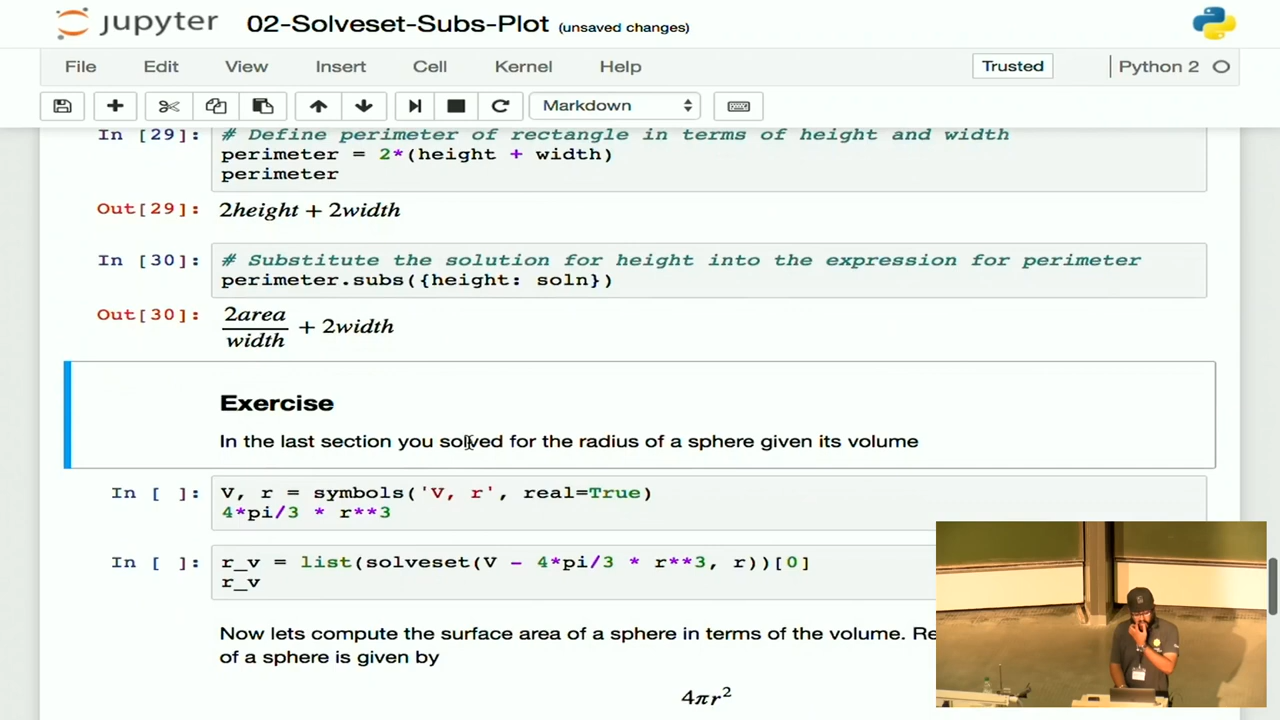 jupyter 02-Solveset-Subs-Plot (unsaved changes)
File Edit View Insert Cell Kernel Help Trusted Python 2
Markdown
In [29]: # Define perimeter of rectangle in terms of height and width
perimeter = 2*(height + width)
perimeter
Out[29]: 2height + 2width
In [30]: # Substitute the solution for height into the expression for perimeter
perimeter.subs({height: soln})
Out[30]: 2area/width + 2width
Exercise
In the last section you solved for the radius of a sphere given its volume
In [ ]: V, r = symbols('V, r', real=True)
4*pi/3 * r**3
In [ ]: r_v = list(solveset(V - 4*pi/3 * r**3, r))[0]
r_v
Now lets compute the surface area of a sphere in terms of the volume.
of a sphere is given by
4πr²